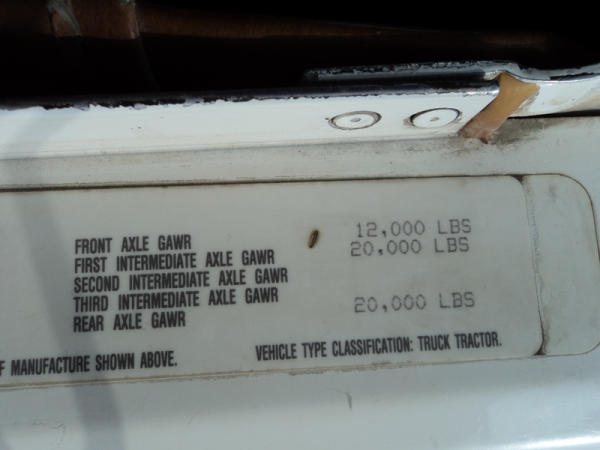 FRONT AXLE GAWR 12,000 LBS
FIRST INTERMEDIATE AXLE GAWR 20,000 LBS
SECOND INTERMEDIATE AXLE GAWR
THIRD INTERMEDIATE AXLE GAWR
REAR AXLE GAWR 20,000 LBS
F MANUFACTURE SHOWN ABOVE. VEHICLE TYPE CLASSIFICATION: TRUCK TRACTOR.